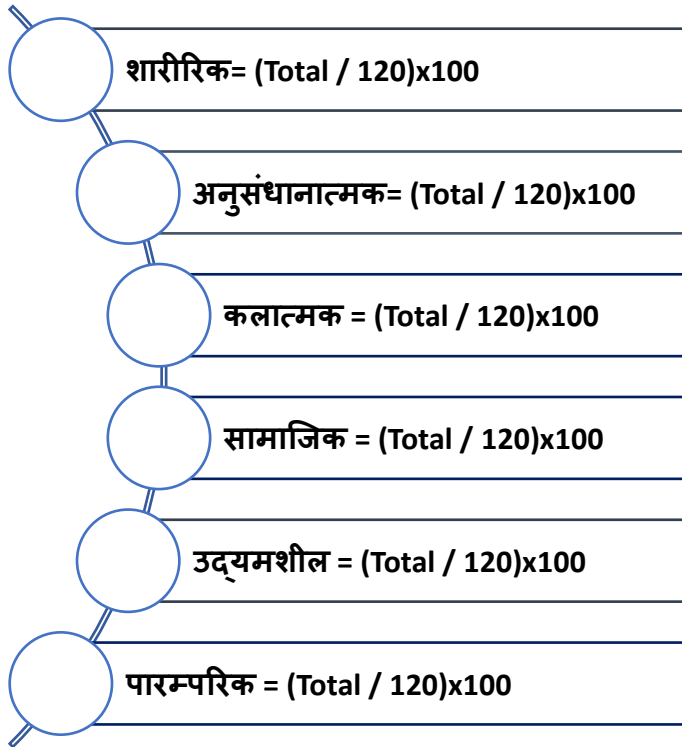 शारीरिक= (Total / 120)x100
अनुसंधानात्मक= (Total / 120)x100
कलात्मक = (Total / 120)x100
सामाजिक = (Total / 120)x100
उद्यमशील = (Total / 120)x100
पारम्परिक = (Total / 120)x100